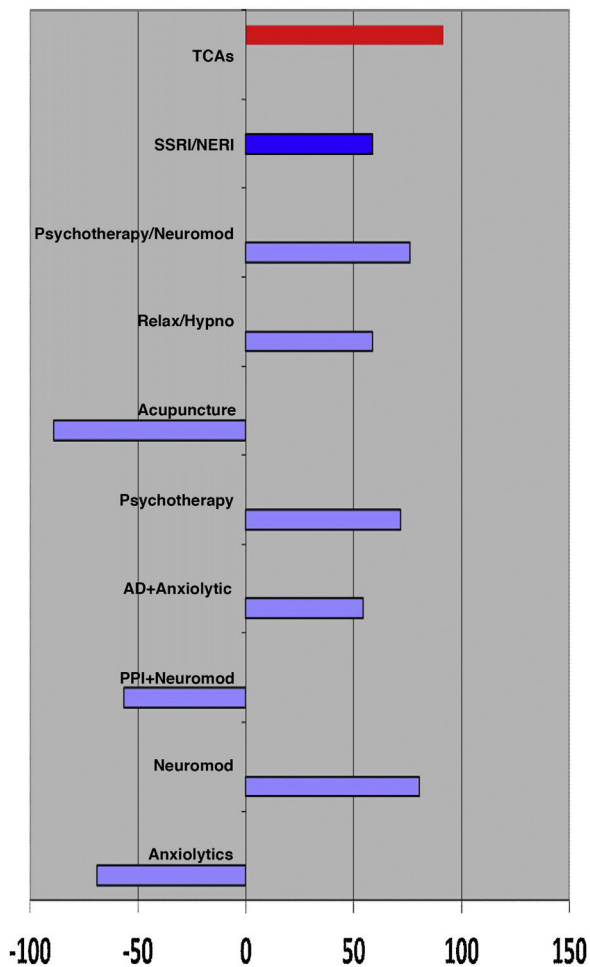 TCAs
SSRI/NERI
Psychotherapy/Neuromod
Relax/Hypno
Acupuncture
Psychotherapy
AD+Anxiolytic
PPI+Neuromod
Neuromod
Anxiolytics
-100 -50 0 50 100 150